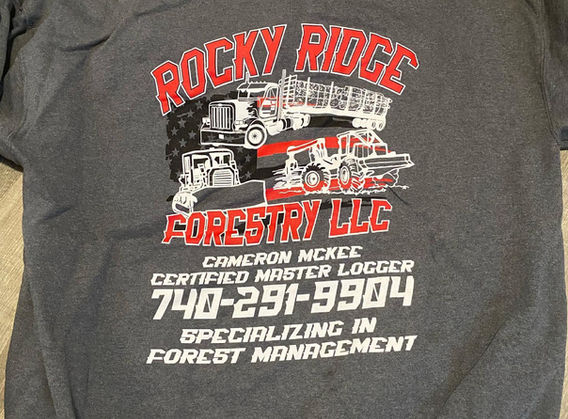 ROCKY RIDGE
FORESTRY LLC
CAMERON MCKEE
CERTIFIED MASTER LOGGER
740-291-9904
SPECIALIZING IN
FOREST MANAGEMENT